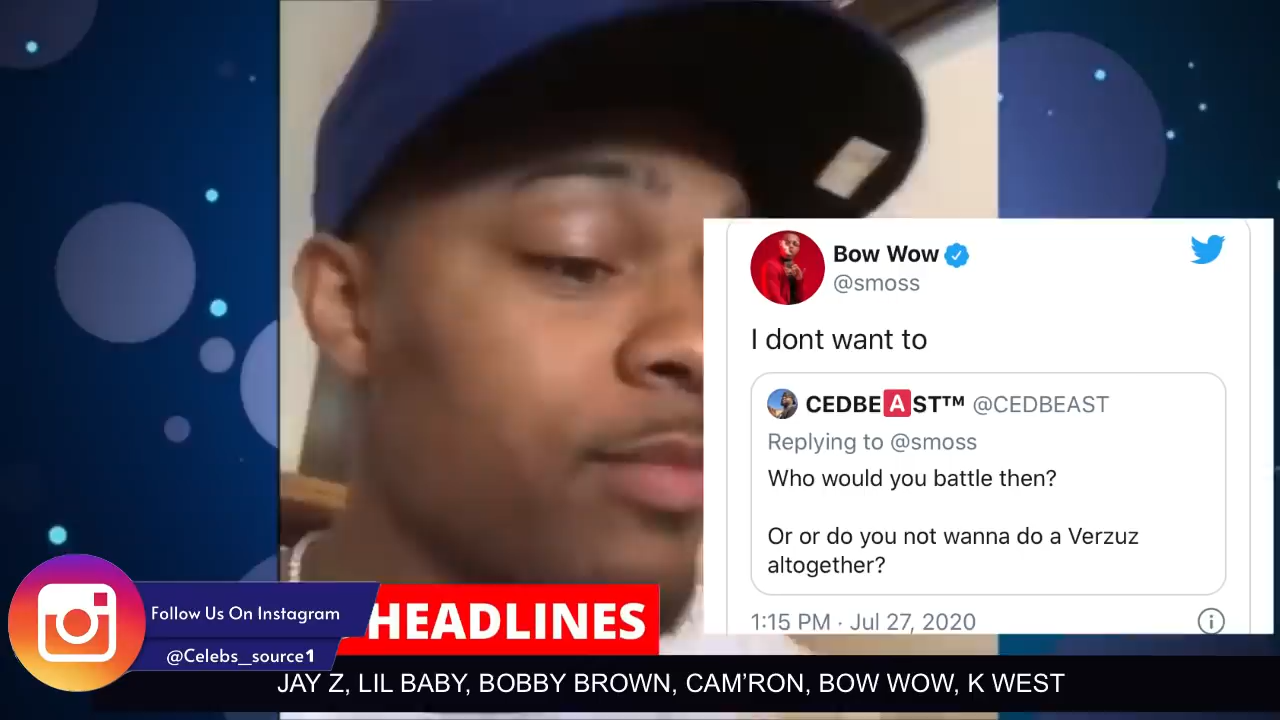 Bow Wow
@smoss
I dont want to
CEDBE🅰️ST™ @CEDBEAST
Replying to @smoss
Who would you battle then?
Or or do you not wanna do a Verzuz
altogether?
1:15 PM · Jul 27, 2020
HEADLINES
Follow Us On Instagram
@Celebs_source1
JAY Z, LIL BABY, BOBBY BROWN, CAM’RON, BOW WOW, K WEST